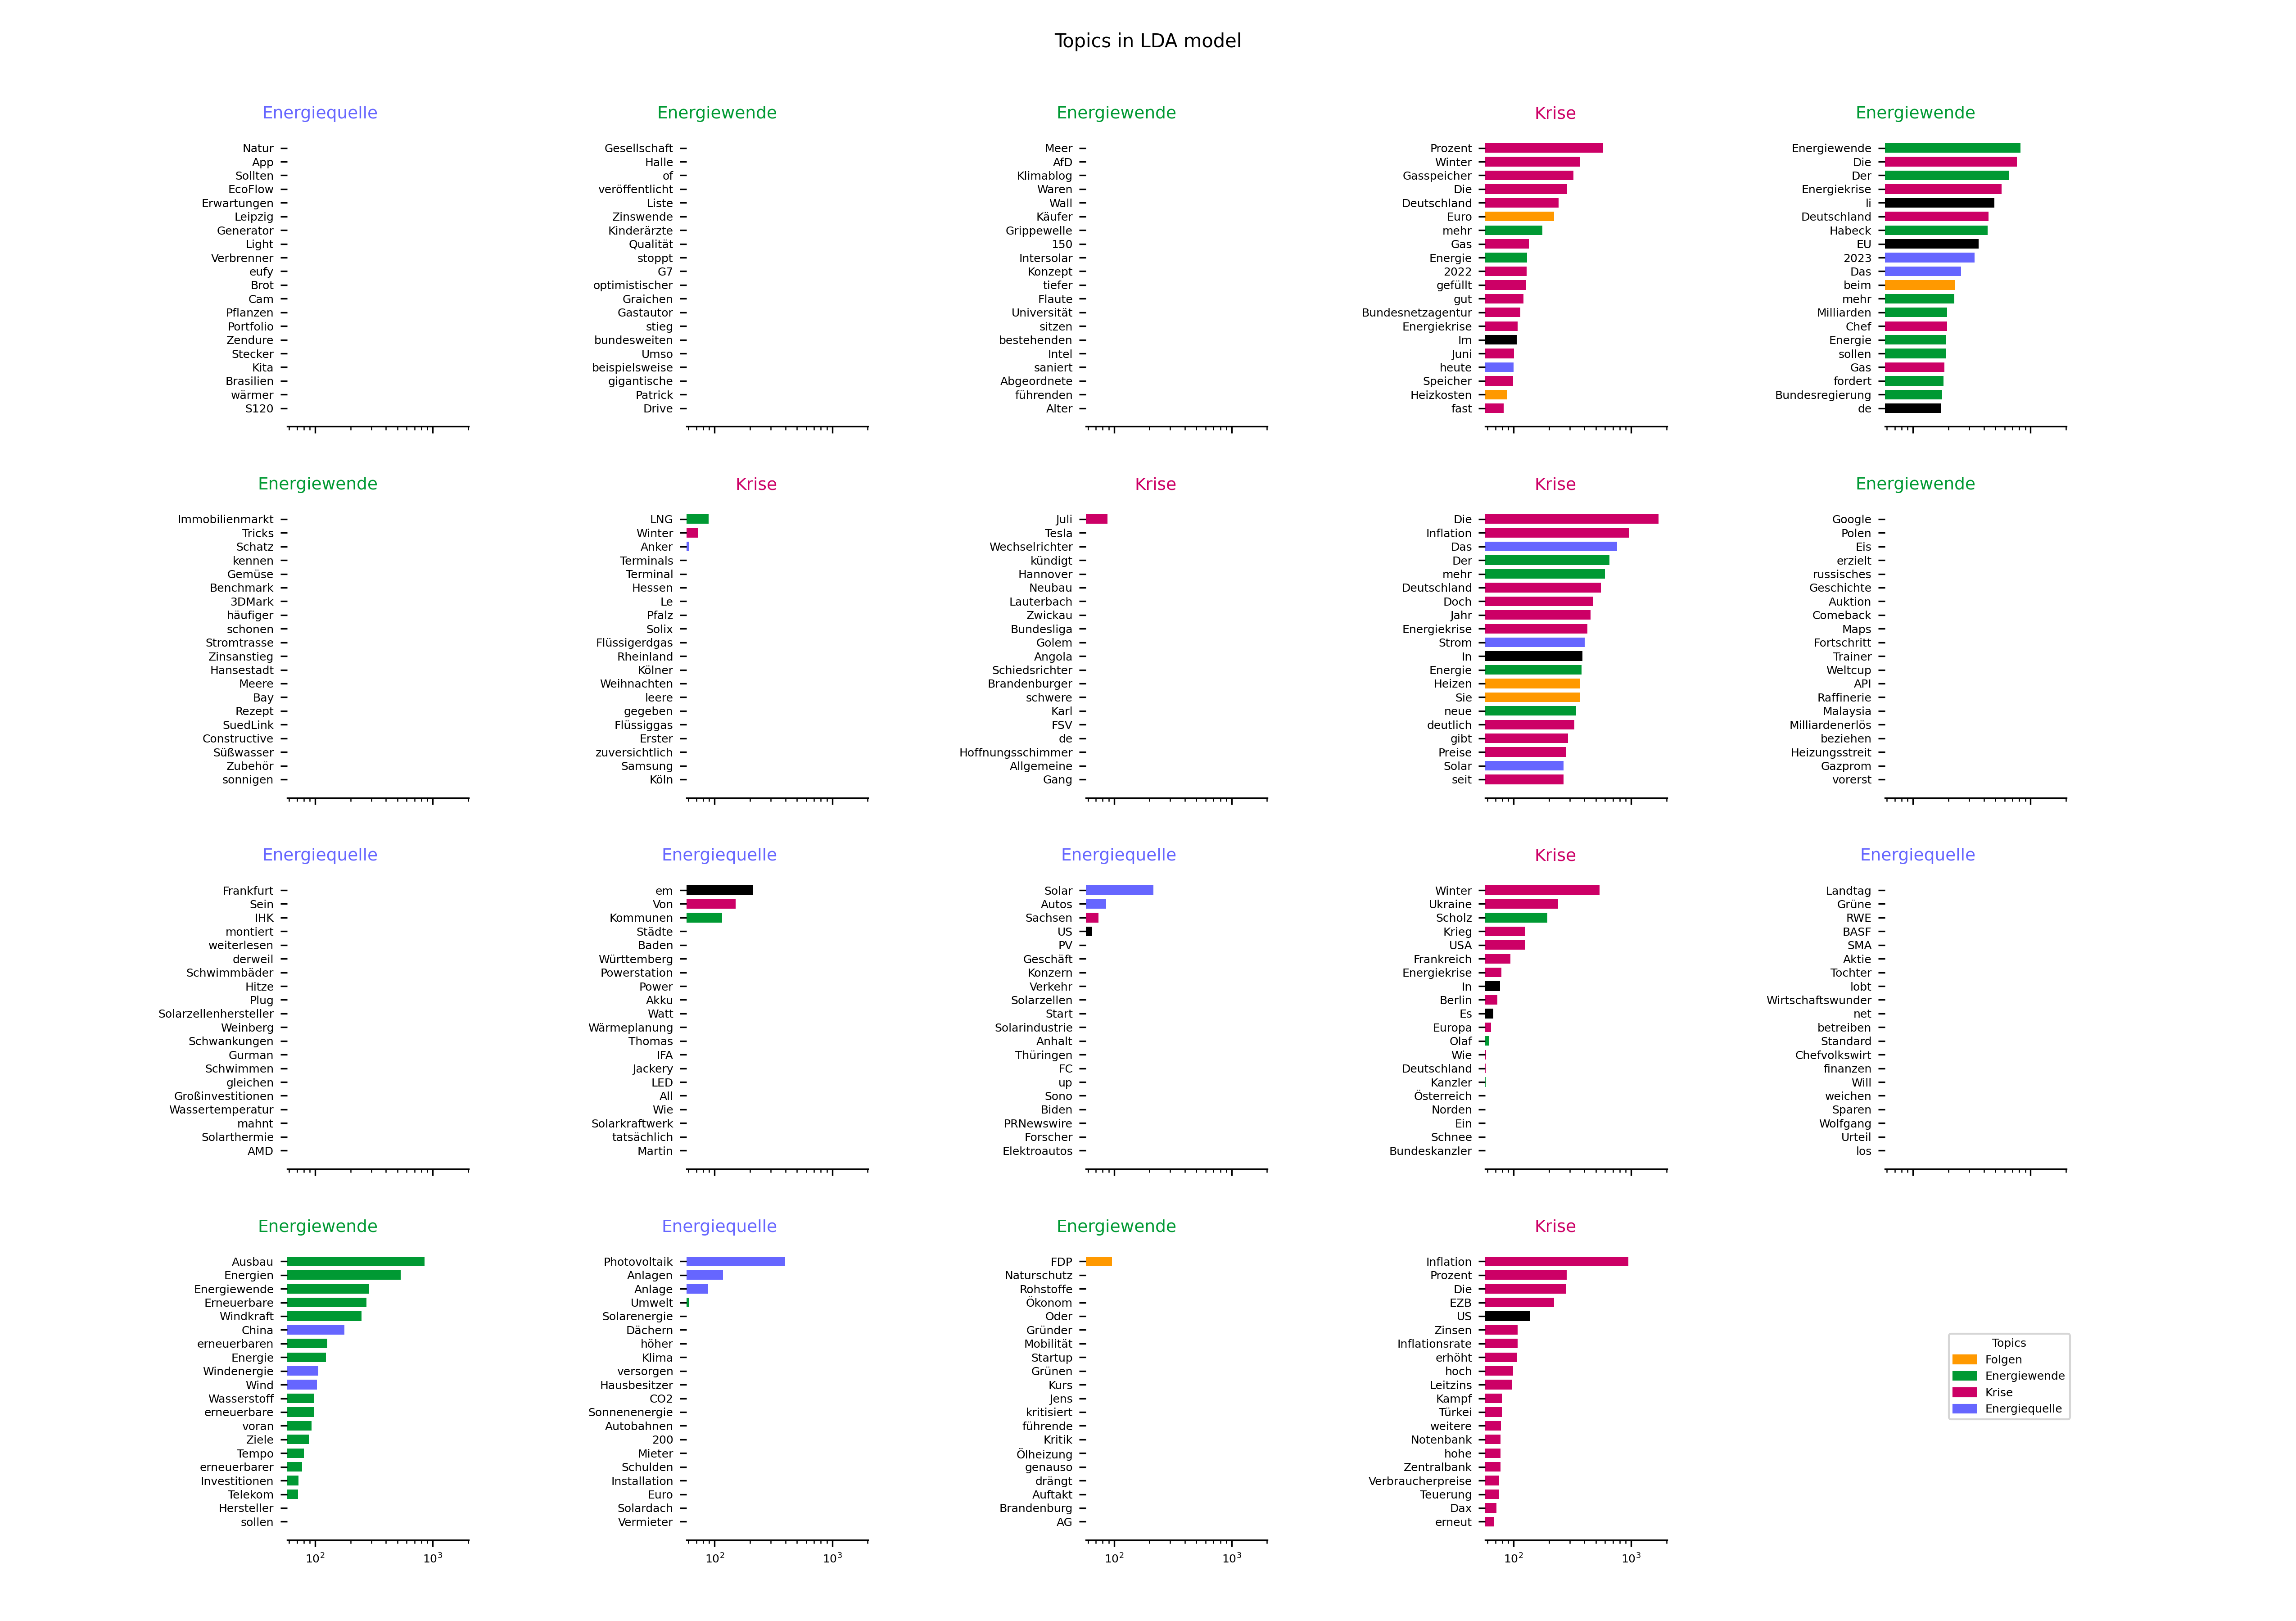 Topics in LDA model
Energiequelle
Natur
App
Sollten
EcoFlow
Erwartungen
Leipzig
Generator
Light
Verbrenner
eufy
Brot
Cam
Pflanzen
Portfolio
Zendure
Stecker
Kita
Brasilien
wärmer
S120
Energiewende
Gesellschaft
Halle
of
veröffentlicht
Liste
Zinswende
Kinderärzte
Qualität
stoppt
G7
optimistischer
Graichen
Gastautor
stieg
bundesweiten
Umso
beispielsweise
gigantische
Patrick
Drive
Energiewende
Meer
AfD
Klimablog
Waren
Wall
Käufer
Grippewelle
150
Intersolar
Konzept
tiefer
Flaute
Universität
sitzen
bestehenden
Intel
saniert
Abgeordnete
führenden
Alter
Krise
Prozent
Winter
Gasspeicher
Die
Deutschland
Euro
mehr
Gas
Energie
2022
gefüllt
gut
Bundesnetzagentur
Energiekrise
Im
Juni
heute
Speicher
Heizkosten
fast
Energiewende
Energiewende
Die
Der
Energiekrise
li
Deutschland
Habeck
EU
2023
Das
beim
mehr
Milliarden
Chef
Energie
sollen
Gas
fordert
Bundesregierung
de
Energiewende
Immobilienmarkt
Tricks
Schatz
kennen
Gemüse
Benchmark
3DMark
häufiger
schonen
Stromtrasse
Zinsanstieg
Hansestadt
Meere
Bay
Rezept
SuedLink
Constructive
Süßwasser
Zubehör
sonnigen
Krise
LNG
Winter
Anker
Terminals
Terminal
Hessen
Le
Pfalz
Solix
Flüssigerdgas
Rheinland
Kölner
Weihnachten
leere
gegeben
Flüssiggas
Erster
zuversichtlich
Samsung
Köln
Krise
Juli
Tesla
Wechselrichter
kündigt
Hannover
Neubau
Lauterbach
Zwickau
Bundesliga
Golem
Angola
Schiedsrichter
Brandenburger
schwere
Karl
FSV
de
Hoffnungsschimmer
Allgemeine
Gang
Krise
Die
Inflation
Das
Der
mehr
Deutschland
Doch
Jahr
Energiekrise
Strom
In
Energie
Heizen
Sie
neue
deutlich
gibt
Preise
Solar
seit
Energiewende
Google
Polen
Eis
erzielt
russisches
Geschichte
Auktion
Comeback
Maps
Fortschritt
Trainer
Weltcup
API
Raffinerie
Malaysia
Milliardenerlös
beziehen
Heizungsstreit
Gazprom
vorerst
Energiequelle
Frankfurt
Sein
IHK
montiert
weiterlesen
derweil
Schwimmbäder
Hitze
Plug
Solarzellenhersteller
Weinberg
Schwankungen
Gurman
Schwimmen
gleichen
Großinvestitionen
Wassertemperatur
mahnt
Solarthermie
AMD
Energiequelle
em
Von
Kommunen
Städte
Baden
Württemberg
Powerstation
Power
Akku
Watt
Wärmeplanung
Thomas
IFA
Jackery
LED
All
Wie
Solarkraftwerk
tatsächlich
Martin
Energiequelle
Solar
Autos
Sachsen
US
PV
Geschäft
Konzern
Verkehr
Solarzellen
Start
Solarindustrie
Anhalt
Thüringen
FC
up
Sono
Biden
PRNewswire
Forscher
Elektroautos
Krise
Winter
Ukraine
Scholz
Krieg
USA
Frankreich
Energiekrise
In
Berlin
Es
Europa
Olaf
Wie
Deutschland
Kanzler
Österreich
Norden
Ein
Schnee
Bundeskanzler
Energiequelle
Landtag
Grüne
RWE
BASF
SMA
Aktie
Tochter
lobt
Wirtschaftswunder
net
betreiben
Standard
Chefvolkswirt
finanzen
Will
weichen
Sparen
Wolfgang
Urteil
los
Energiewende
Ausbau
Energien
Energiewende
Erneuerbare
Windkraft
China
erneuerbaren
Energie
Windenergie
Wind
Wasserstoff
erneuerbare
voran
Ziele
Tempo
erneuerbarer
Investitionen
Telekom
Hersteller
sollen
10² 10³
Energiequelle
Photovoltaik
Anlagen
Anlage
Umwelt
Solarenergie
Dächern
höher
Klima
versorgen
Hausbesitzer
CO2
Sonnenenergie
Autobahnen
200
Mieter
Schulden
Installation
Euro
Solardach
Vermieter
10² 10³
Energiewende
FDP
Naturschutz
Rohstoffe
Ökonom
Oder
Gründer
Mobilität
Startup
Grünen
Kurs
Jens
kritisiert
führende
Kritik
Ölheizung
genauso
drängt
Auftakt
Brandenburg
AG
10² 10³
Krise
Inflation
Prozent
Die
EZB
US
Zinsen
Inflationsrate
erhöht
hoch
Leitzins
Kampf
Türkei
weitere
Notenbank
hohe
Zentralbank
Verbraucherpreise
Teuerung
Dax
erneut
10² 10³
Topics
Folgen
Energiewende
Krise
Energiequelle